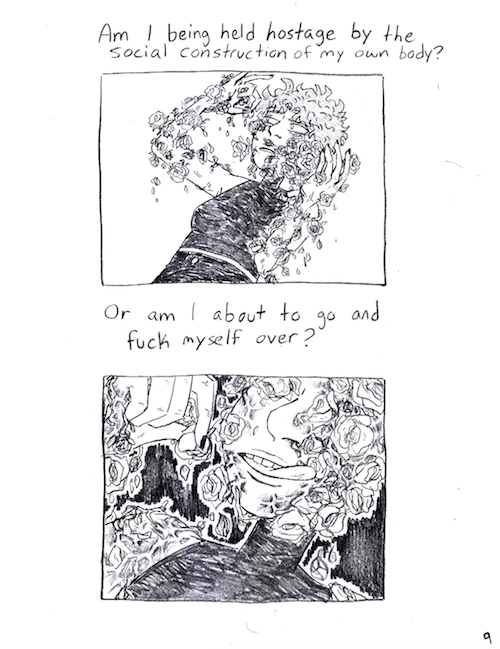 Am I being held hostage by the
social construction of my own body?
Or am I about to go and
fuck myself over?
9